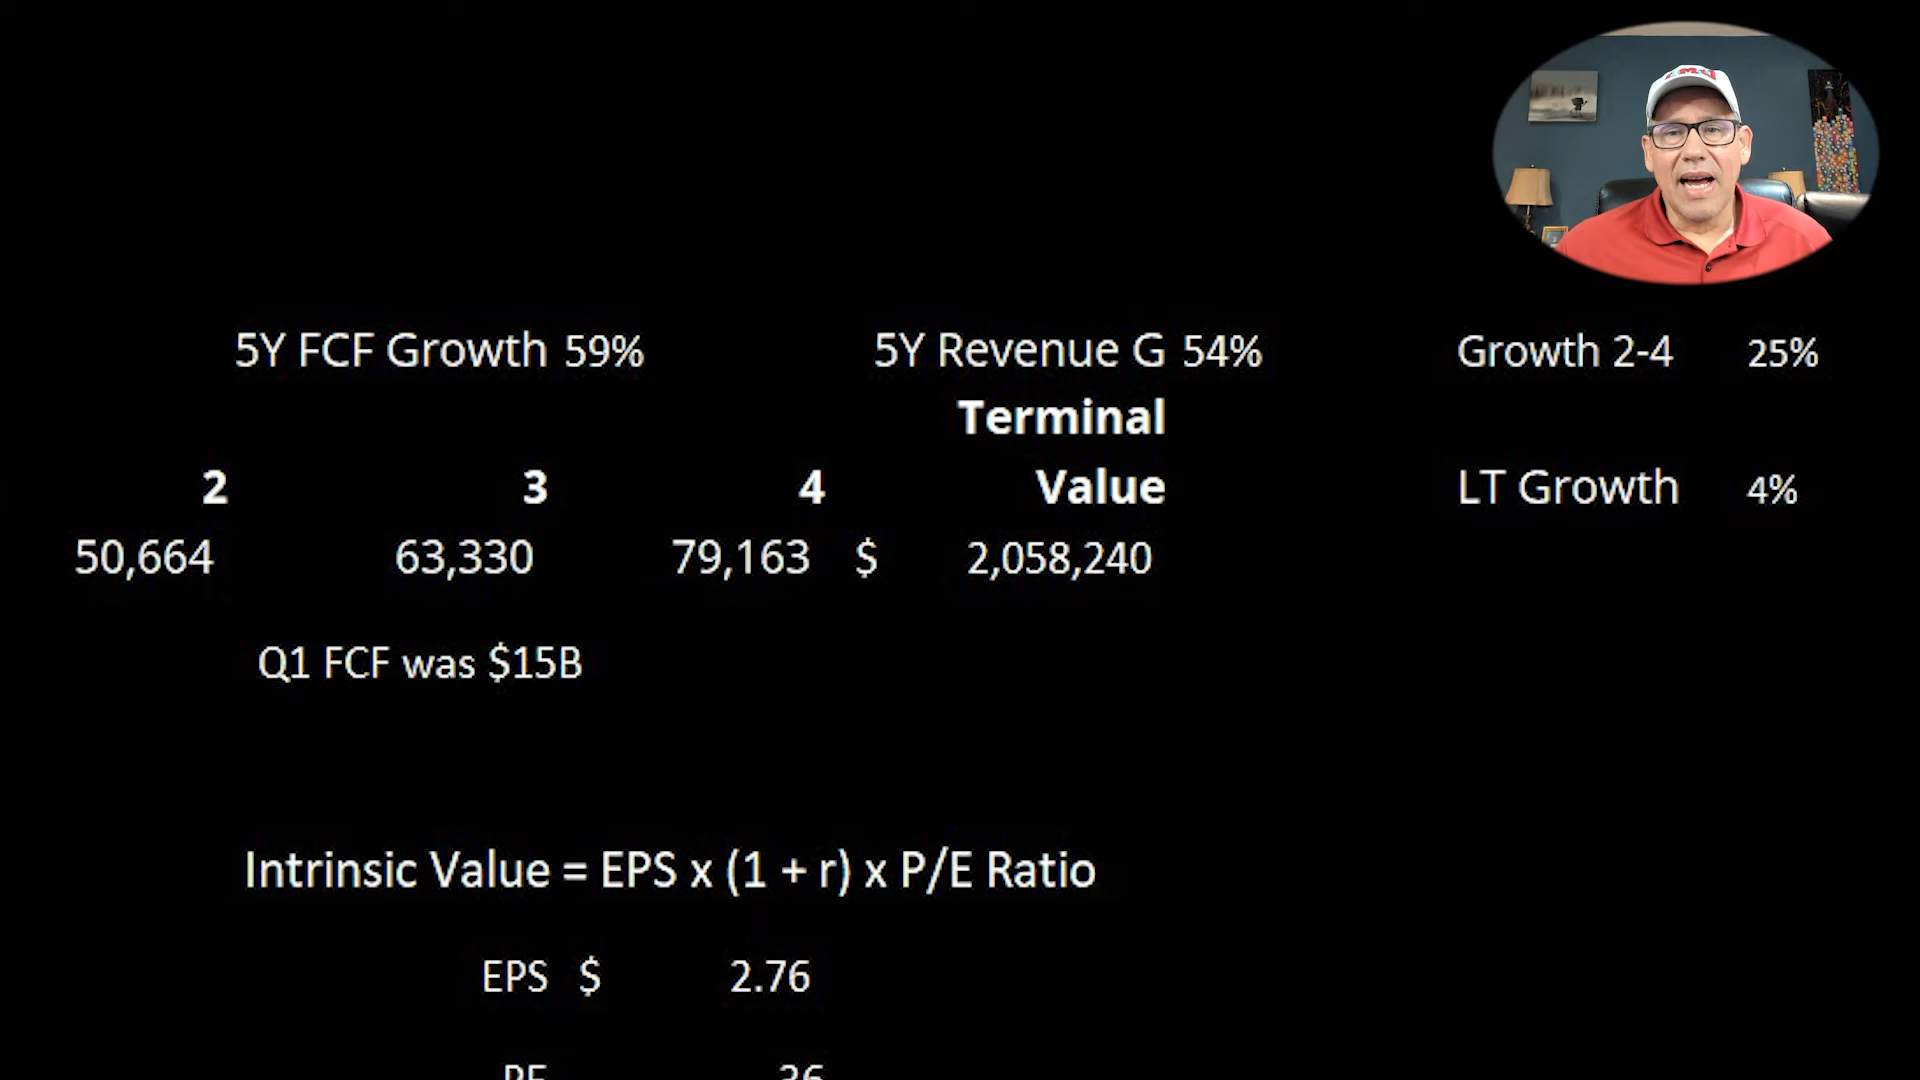 5Y FCF Growth 59% 5Y Revenue G 54% Growth 2-4 25%
Terminal
2 3 4 Value LT Growth 4%
50,664 63,330 79,163 $ 2,058,240
Q1 FCF was $15B
Intrinsic Value = EPS x (1 + r) x P/E Ratio
EPS $ 2.76
PE 36